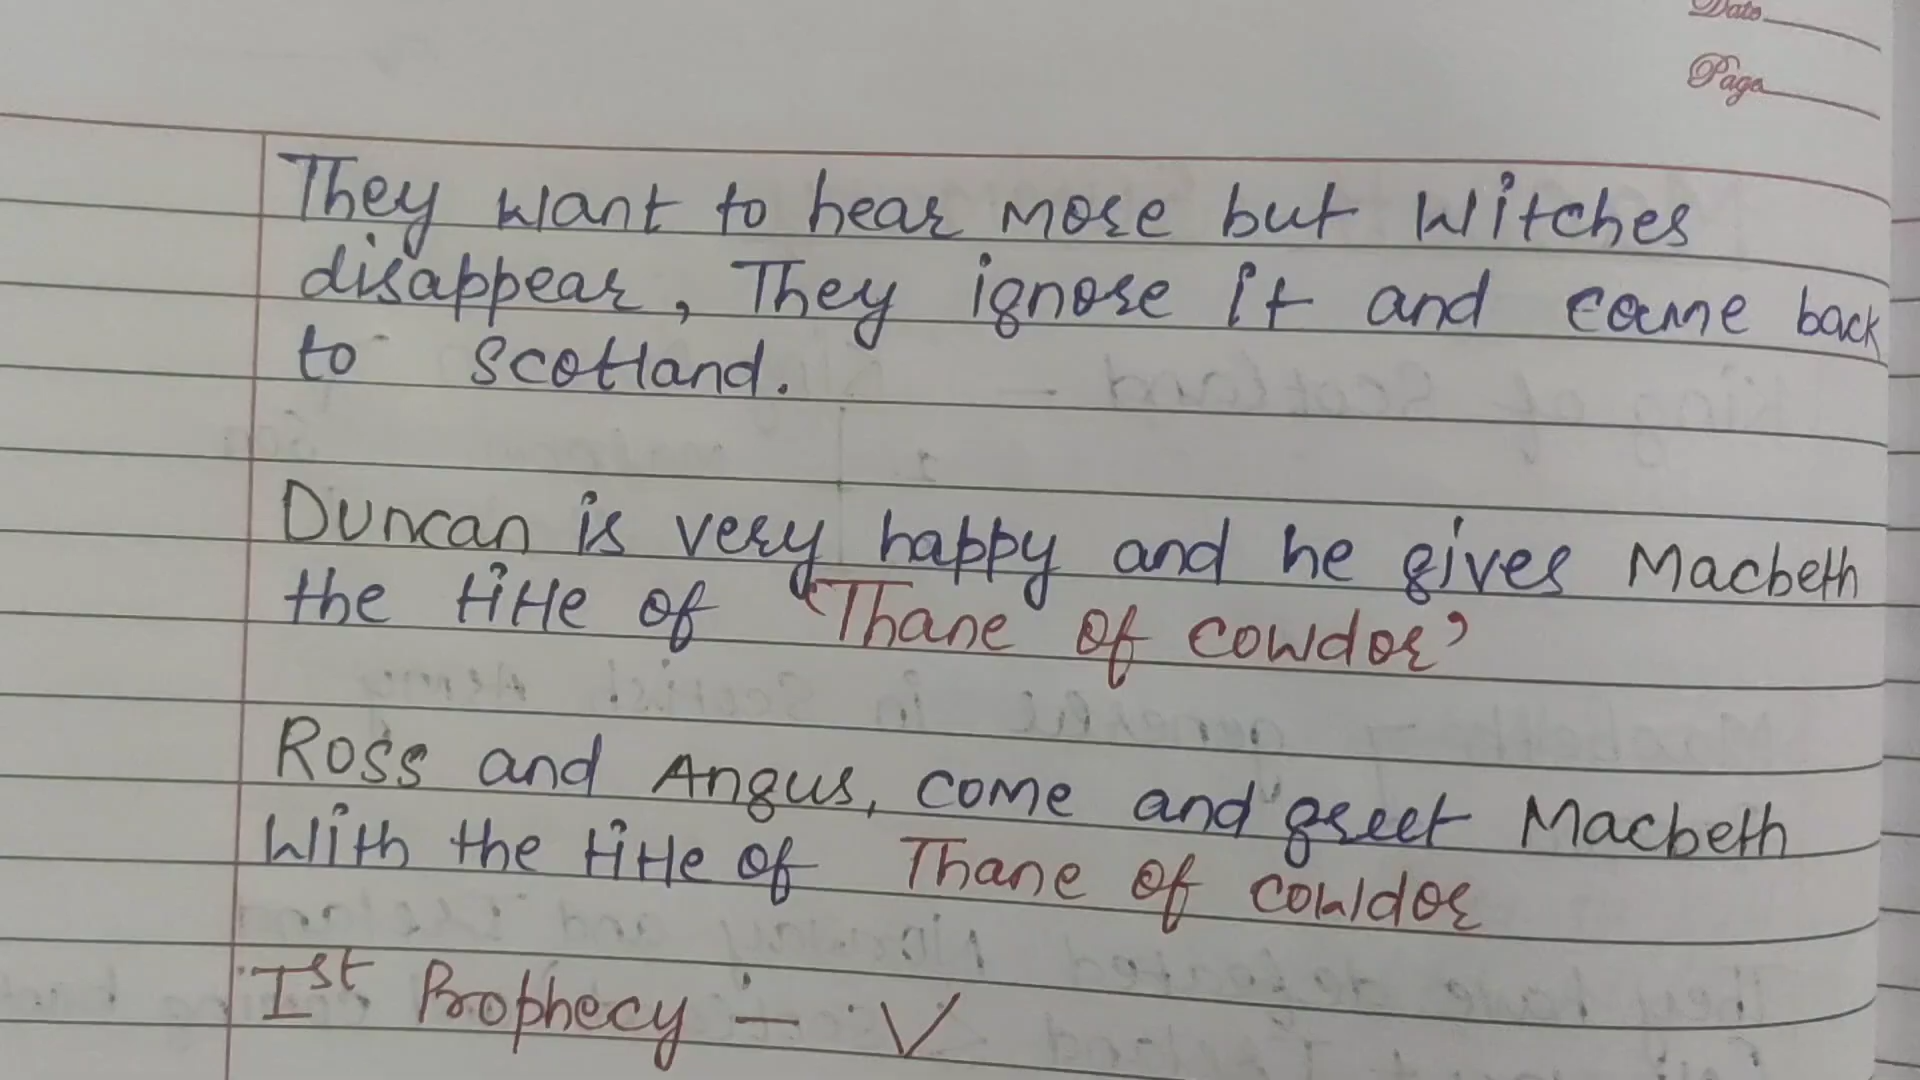 Date
Page
They want to hear more but Witches
disappear, They ignore it and came back
to Scotland.
Duncan is very happy and he gives Macbeth
the title of 'Thane of Cowdor'
Ross and Angus, come and greet Macbeth
With the title of Thane of Cowdor
Ist Prophecy - ✓